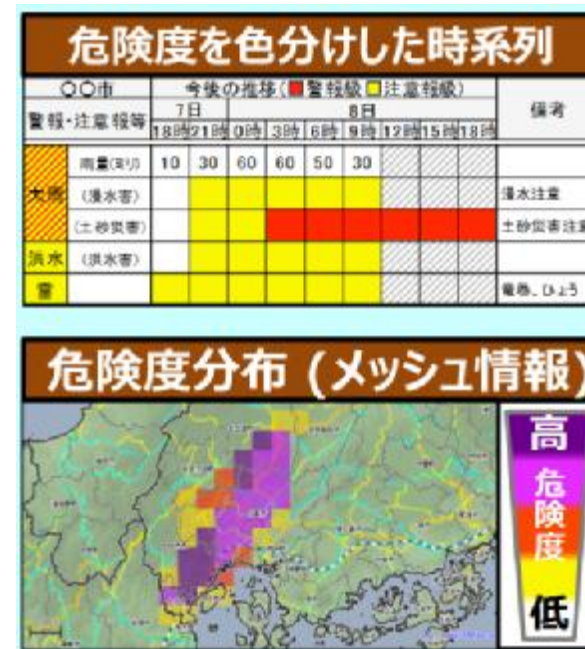 危険度を色分けした時系列
〇〇市 今後の推移(■警報級□注意報級) 備考
警報・注意報等 7日 8日
18時 21時 0時 3時 6時 9時 12時 15時 18時
大雨 雨量(ミリ) 10 30 60 60 50 30
(浸水害) 浸水注意
(土砂災害) 土砂災害注意
洪水 (洪水害)
雷 竜巻、ひょう
危険度分布 (メッシュ情報)
高
危険度
低